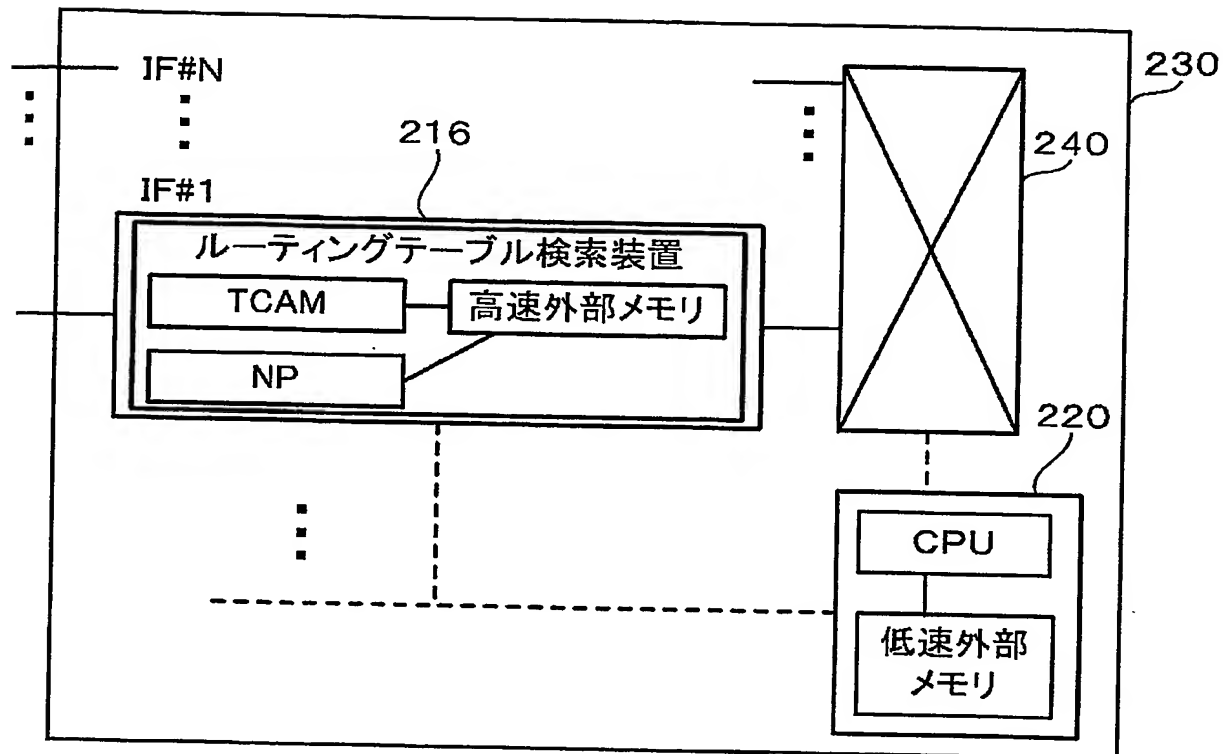 IF#N
230
216
240
IF#1
ルーティングテーブル検索装置
TCAM
高速外部メモリ
NP
220
CPU
低速外部
メモリ